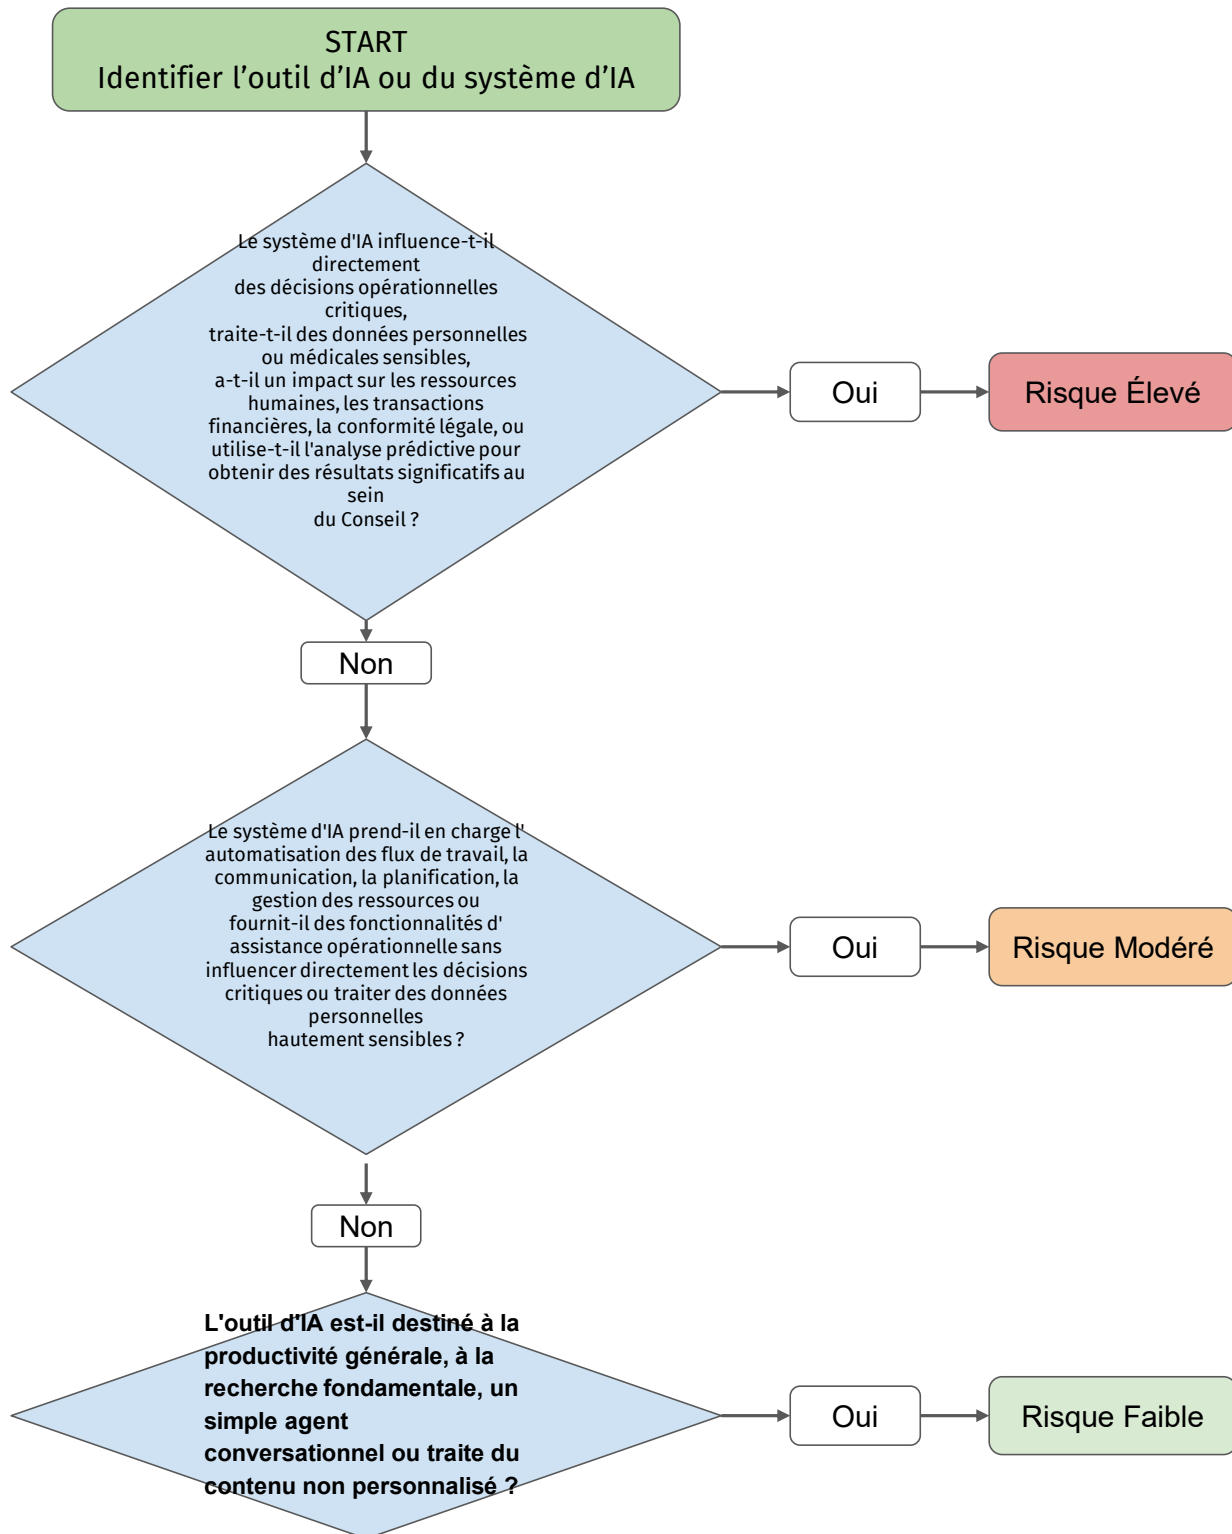 START
Identifier l’outil d’IA ou du système d’IA
Le système d'IA influence-t-il
directement
des décisions opérationnelles
critiques,
traite-t-il des données personnelles
ou médicales sensibles,
a-t-il un impact sur les ressources
humaines, les transactions
financières, la conformité légale, ou
utilise-t-il l'analyse prédictive pour
obtenir des résultats significatifs au
sein
du Conseil ?
Oui
Risque Élevé
Non
Le système d'IA prend-il en charge l'
automatisation des flux de travail, la
communication, la planification, la
gestion des ressources ou
fournit-il des fonctionnalités d'
assistance opérationnelle sans
influencer directement les décisions
critiques ou traiter des données
personnelles
hautement sensibles ?
Oui
Risque Modéré
Non
L'outil d'IA est-il destiné à la
productivité générale, à la
recherche fondamentale, un
simple agent
conversationnel ou traite du
contenu non personnalisé ?
Oui
Risque Faible